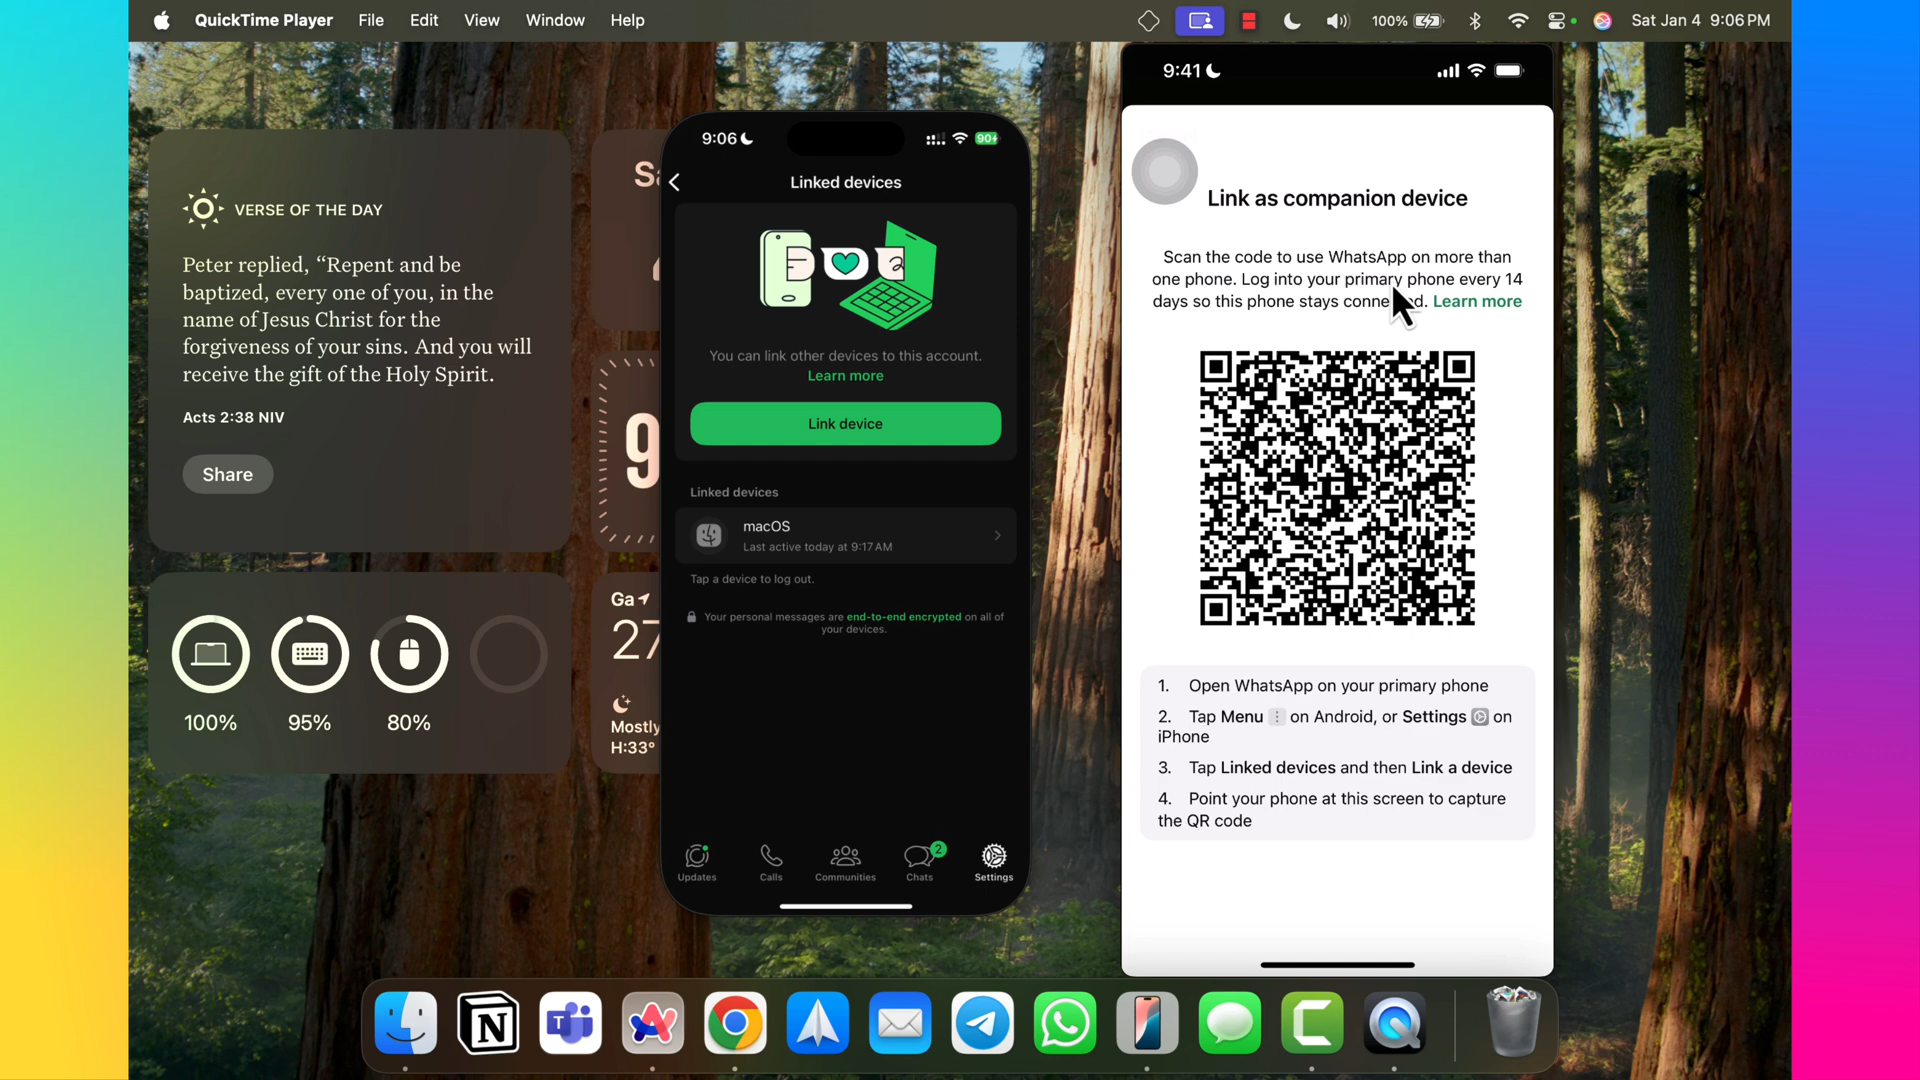 QuickTime Player File Edit View Window Help
100% Sat Jan 4 9:06 PM
VERSE OF THE DAY
Peter replied, “Repent and be
baptized, every one of you, in the
name of Jesus Christ for the
forgiveness of your sins. And you will
receive the gift of the Holy Spirit.
Acts 2:38 NIV
Share
100% 95% 80%
Sa
9
Ga
27
Mostly
H:33°
9:06 90
Linked devices
You can link other devices to this account.
Learn more
Link device
Linked devices
macOS
Last active today at 9:17 AM
Tap a device to log out.
Your personal messages are end-to-end encrypted on all of
your devices.
2
Updates Calls Communities Chats Settings
9:41
Link as companion device
Scan the code to use WhatsApp on more than
one phone. Log into your primary phone every 14
days so this phone stays conne d. Learn more
1. Open WhatsApp on your primary phone
2. Tap Menu on Android, or Settings on
iPhone
3. Tap Linked devices and then Link a device
4. Point your phone at this screen to capture
the QR code
N T C